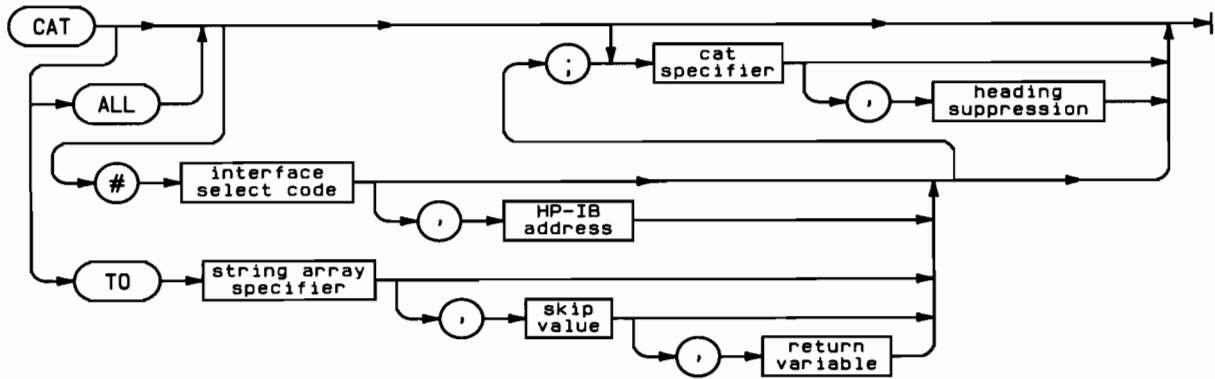 CAT
;
cat
specifier
ALL
,
heading
suppression
#
interface
select code
,
HP-IB
address
TO
string array
specifier
,
skip
value
,
return
variable